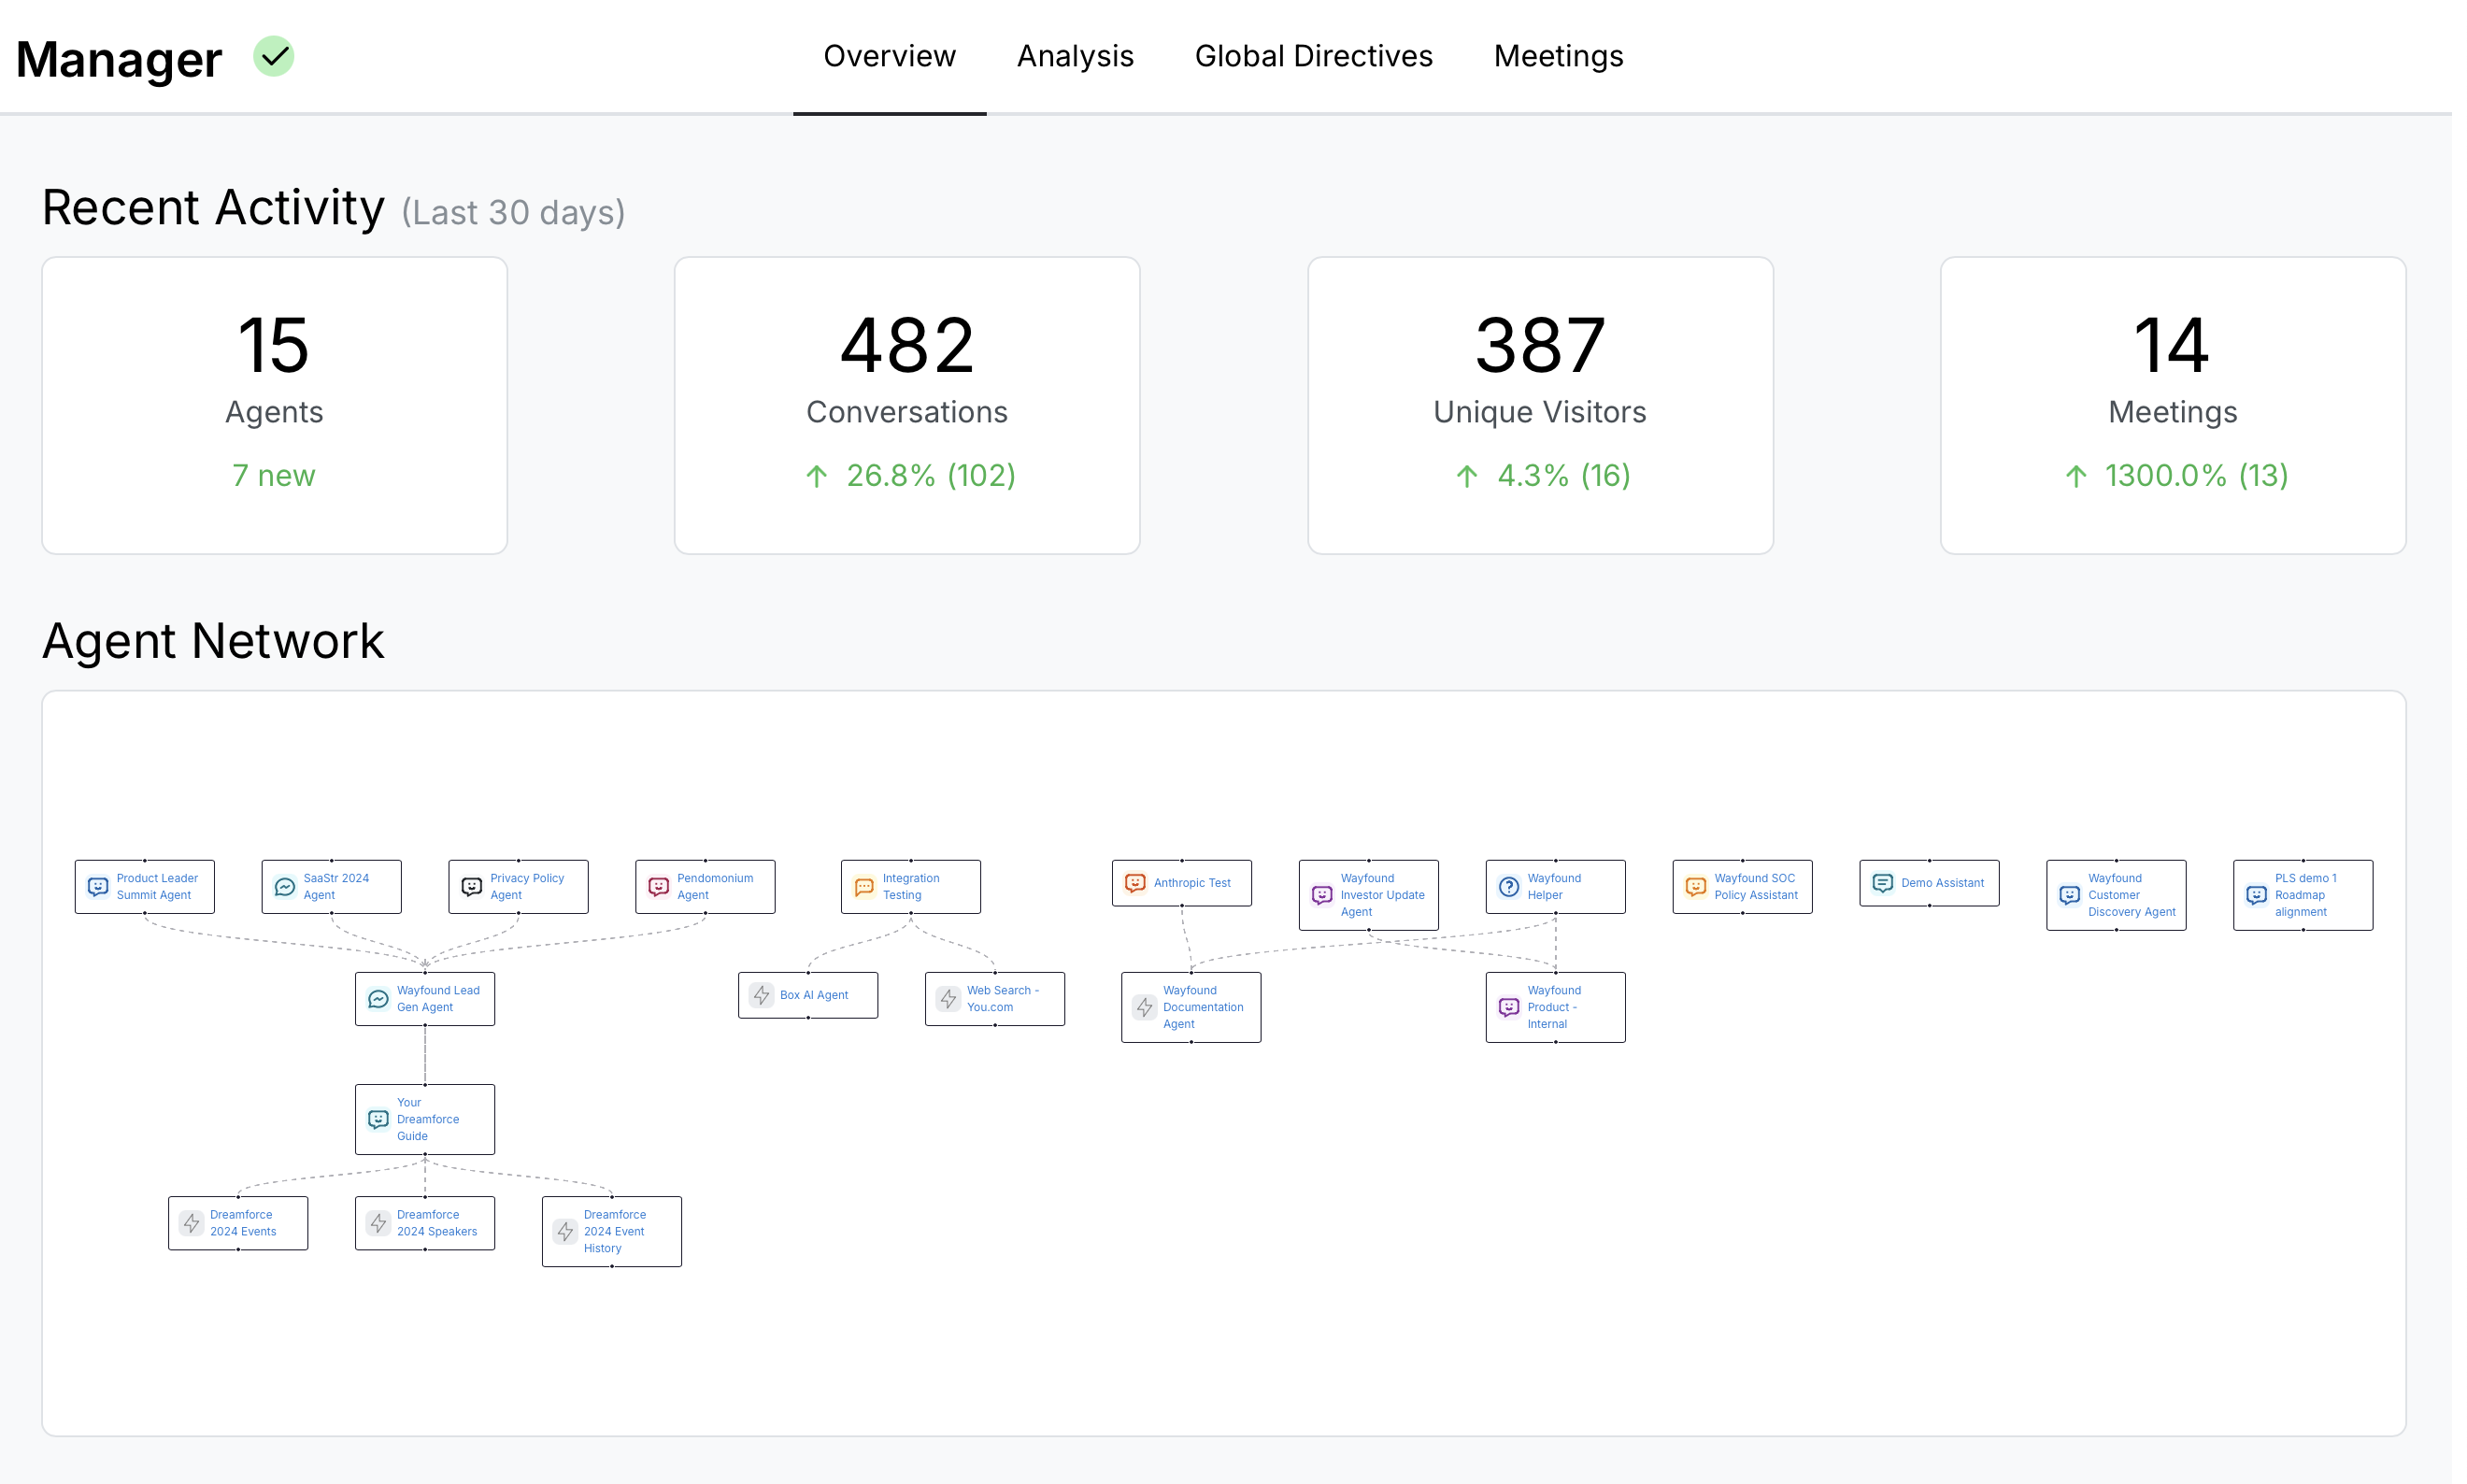 Manager
Overview Analysis Global Directives Meetings
Recent Activity (Last 30 days)
15
Agents
7 new
482
Conversations
↑ 26.8% (102)
387
Unique Visitors
↑ 4.3% (16)
14
Meetings
↑ 1300.0% (13)
Agent Network
Product Leader
Summit Agent
SaaStr 2024
Agent
Privacy Policy
Agent
Pendomonium
Agent
Integration
Testing
Anthropic Test
Wayfound
Investor Update
Agent
Wayfound
Helper
Wayfound SOC
Policy Assistant
Demo Assistant
Wayfound
Customer
Discovery Agent
PLS demo 1
Roadmap
alignment
Wayfound Lead
Gen Agent
Box AI Agent
Web Search -
You.com
Wayfound
Documentation
Agent
Wayfound
Product -
Internal
Your
Dreamforce
Guide
Dreamforce
2024 Events
Dreamforce
2024 Speakers
Dreamforce
2024 Event
History